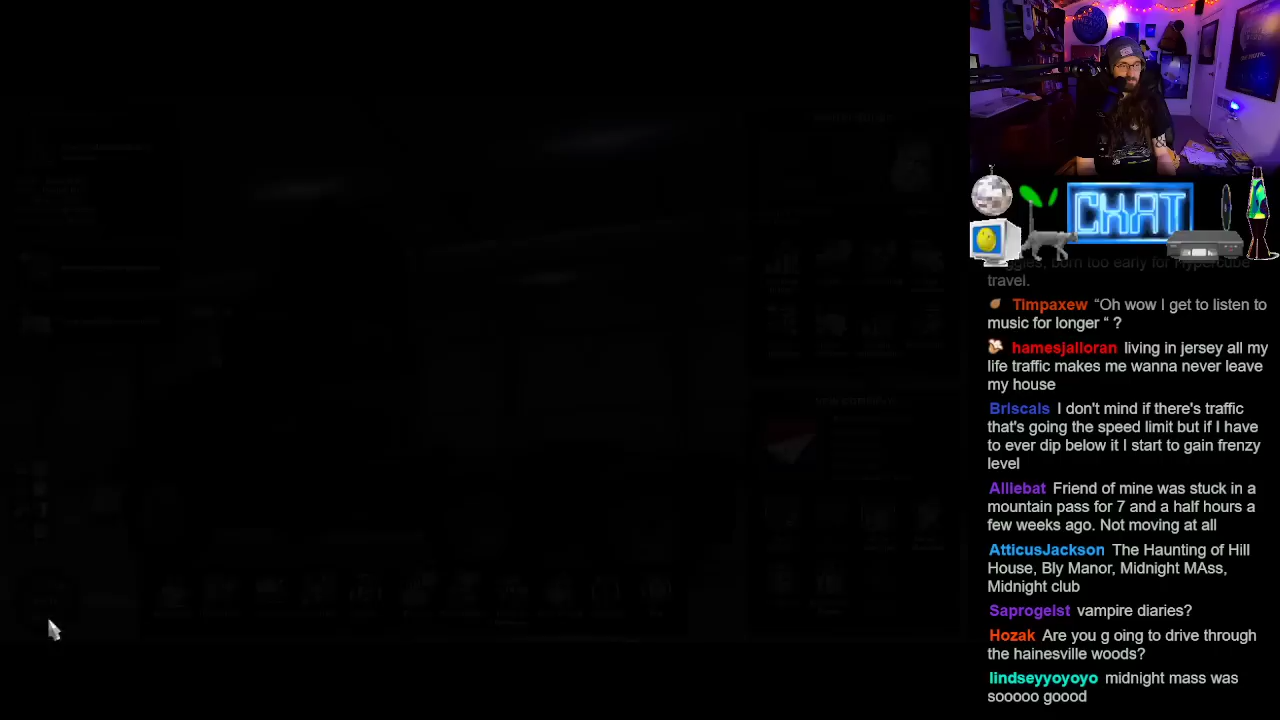 CHAT
travel.
Timpaxew “Oh wow I get to listen to
music for longer “ ?
hamesjalloran living in jersey all my
life traffic makes me wanna never leave
my house
Briscals I don't mind if there's traffic
that's going the speed limit but if I have
to ever dip below it I start to gain frenzy
level
Alliebat Friend of mine was stuck in a
mountain pass for 7 and a half hours a
few weeks ago. Not moving at all
AtticusJackson The Haunting of Hill
House, Bly Manor, Midnight MAss,
Midnight club
Saprogeist vampire diaries?
Hozak Are you g oing to drive through
the hainesville woods?
lindseyyoyoyo midnight mass was
sooooo goood